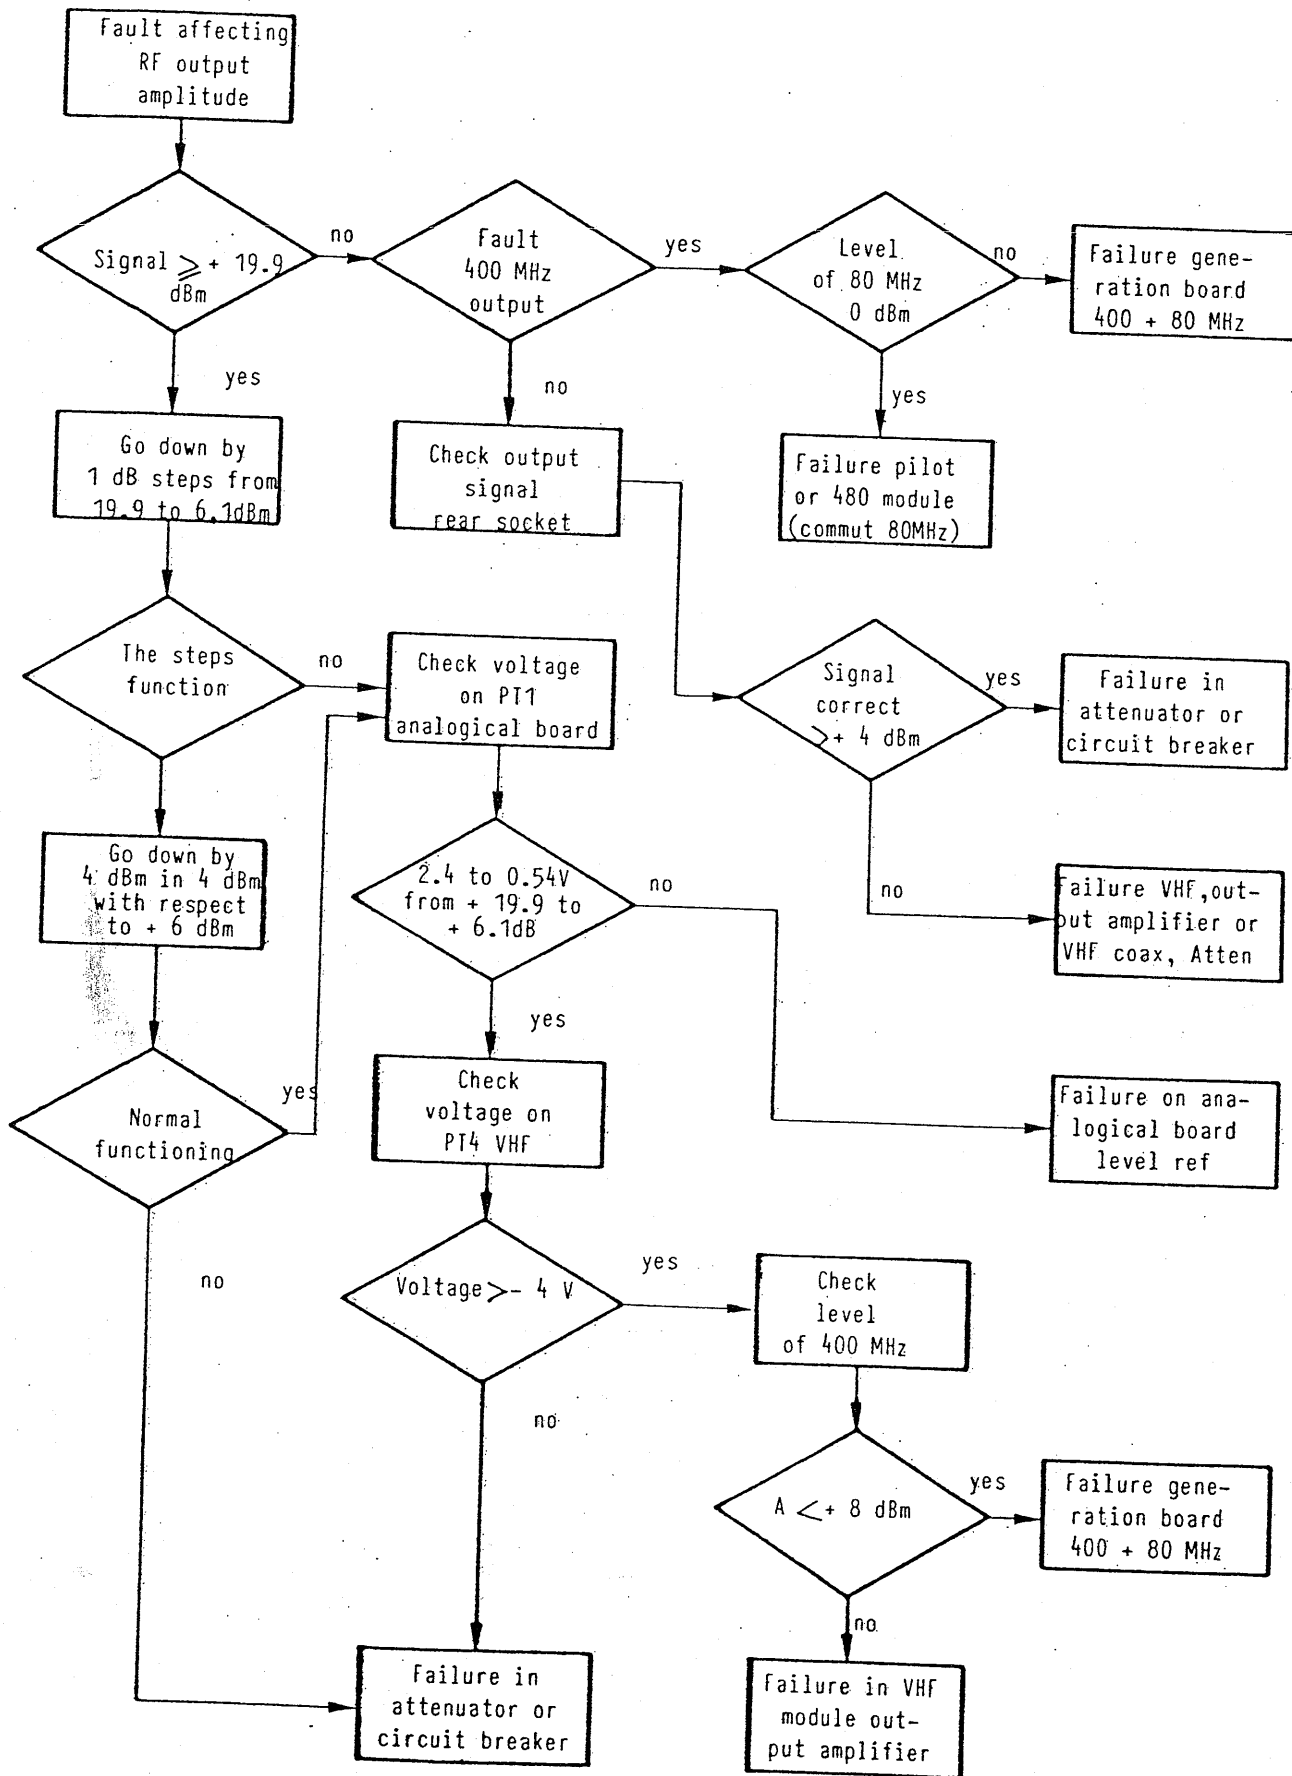 Fault affecting
RF output
amplitude
Signal ⩾ + 19.9
dBm
no
Fault
400 MHz
output
yes
Level
of 80 MHz
0 dBm
no
Failure gene-
ration board
400 + 80 MHz
yes
no
yes
Go down by
1 dB steps from
19.9 to 6.1dBm
Check output
signal
rear socket
Failure pilot
or 480 module
(commut 80MHz)
The steps
function
no
Check voltage
on PT1
analogical board
Signal
correct
>+ 4 dBm
yes
Failure in
attenuator or
circuit breaker
Go down by
4 dBm in 4 dBm
with respect
to + 6 dBm
2.4 to 0.54V
from + 19.9 to
+ 6.1dB
no
no
Failure VHF,out-
put amplifier or
VHF coax, Atten
yes
Normal
functioning
yes
Check
voltage on
PT4 VHF
Failure on ana-
logical board
level ref
no
Voltage >- 4 V
yes
Check
level
of 400 MHz
no
A <+ 8 dBm
yes
Failure gene-
ration board
400 + 80 MHz
no
Failure in
attenuator or
circuit breaker
Failure in VHF
module out-
put amplifier